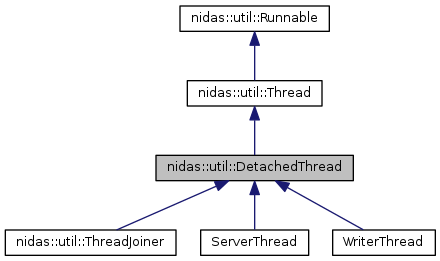 nidas::util::Runnable
nidas::util::Thread
nidas::util::DetachedThread
nidas::util::ThreadJoiner
ServerThread
WriterThread